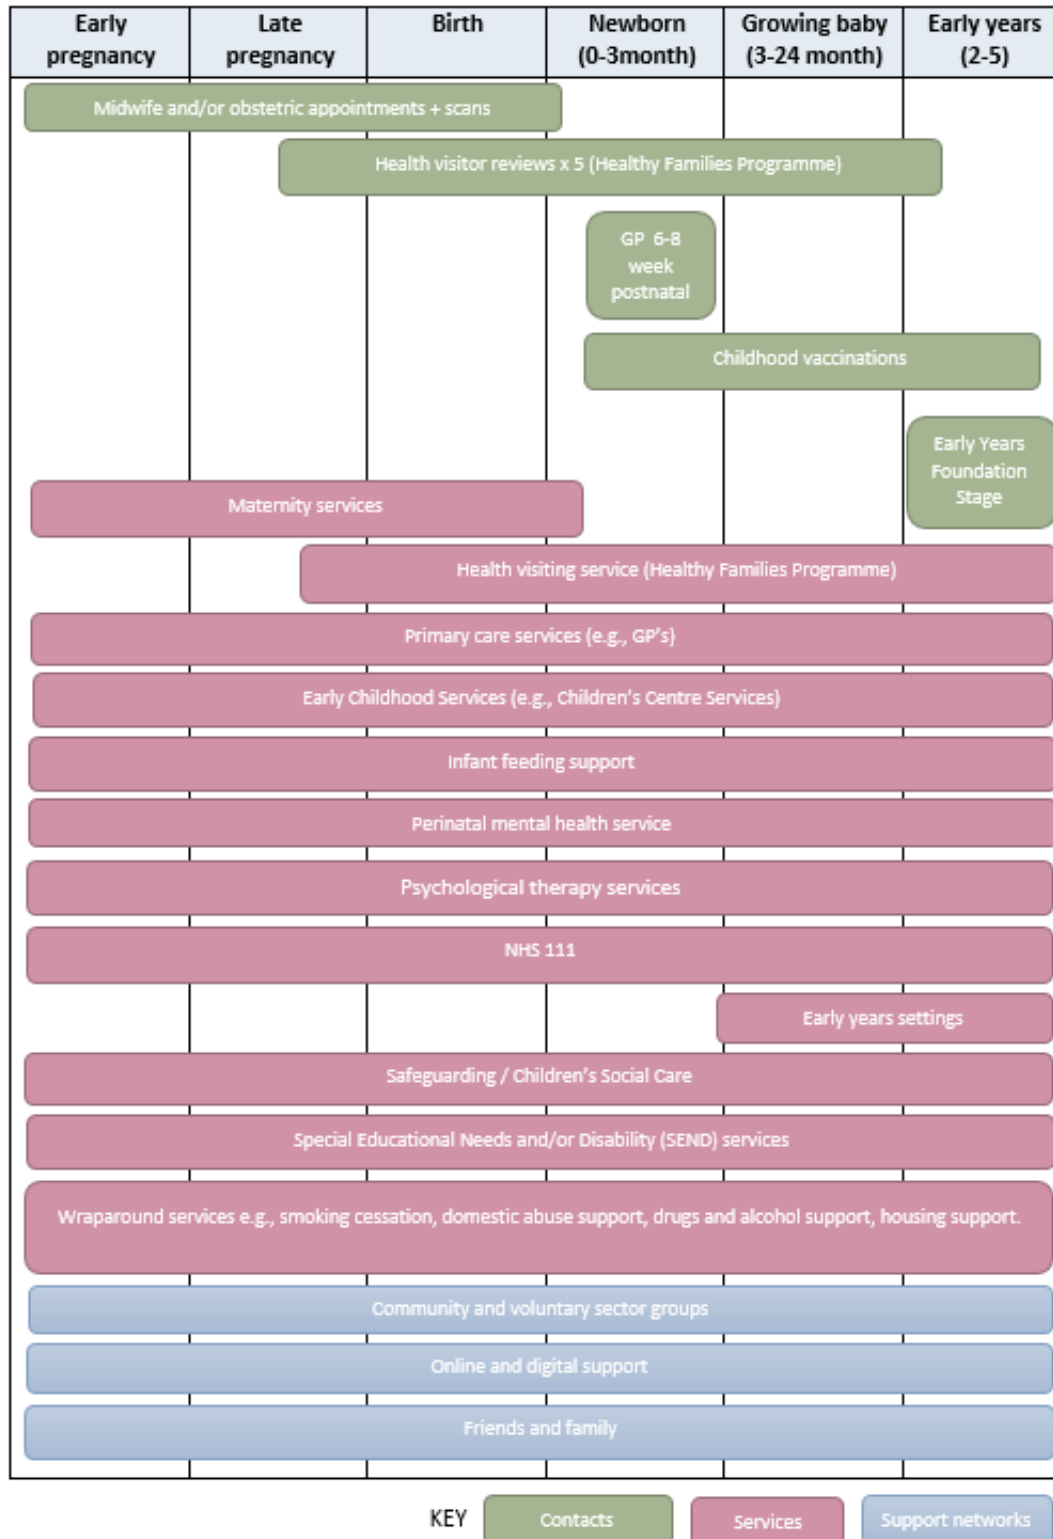 Early pregnancy
Late pregnancy
Birth
Newborn (0-3month)
Growing baby (3-24 month)
Early years (2-5)
Midwife and/or obstetric appointments + scans
Health visitor reviews x 5 (Healthy Families Programme)
GP 6-8
week
postnatal
Childhood vaccinations
Early Years
Foundation
Stage
Maternity services
Health visiting service (Healthy Families Programme)
Primary care services (e.g., GP's)
Early Childhood Services (e.g., Children's Centre Services)
Infant feeding support
Perinatal mental health service
Psychological therapy services
NHS 111
Early years settings
Safeguarding / Children's Social Care
Special Educational Needs and/or Disability (SEND) services
Wraparound services e.g., smoking cessation, domestic abuse support, drugs and alcohol support, housing support.
Community and voluntary sector groups
Online and digital support
Friends and family
KEY
Contacts
Services
Support networks